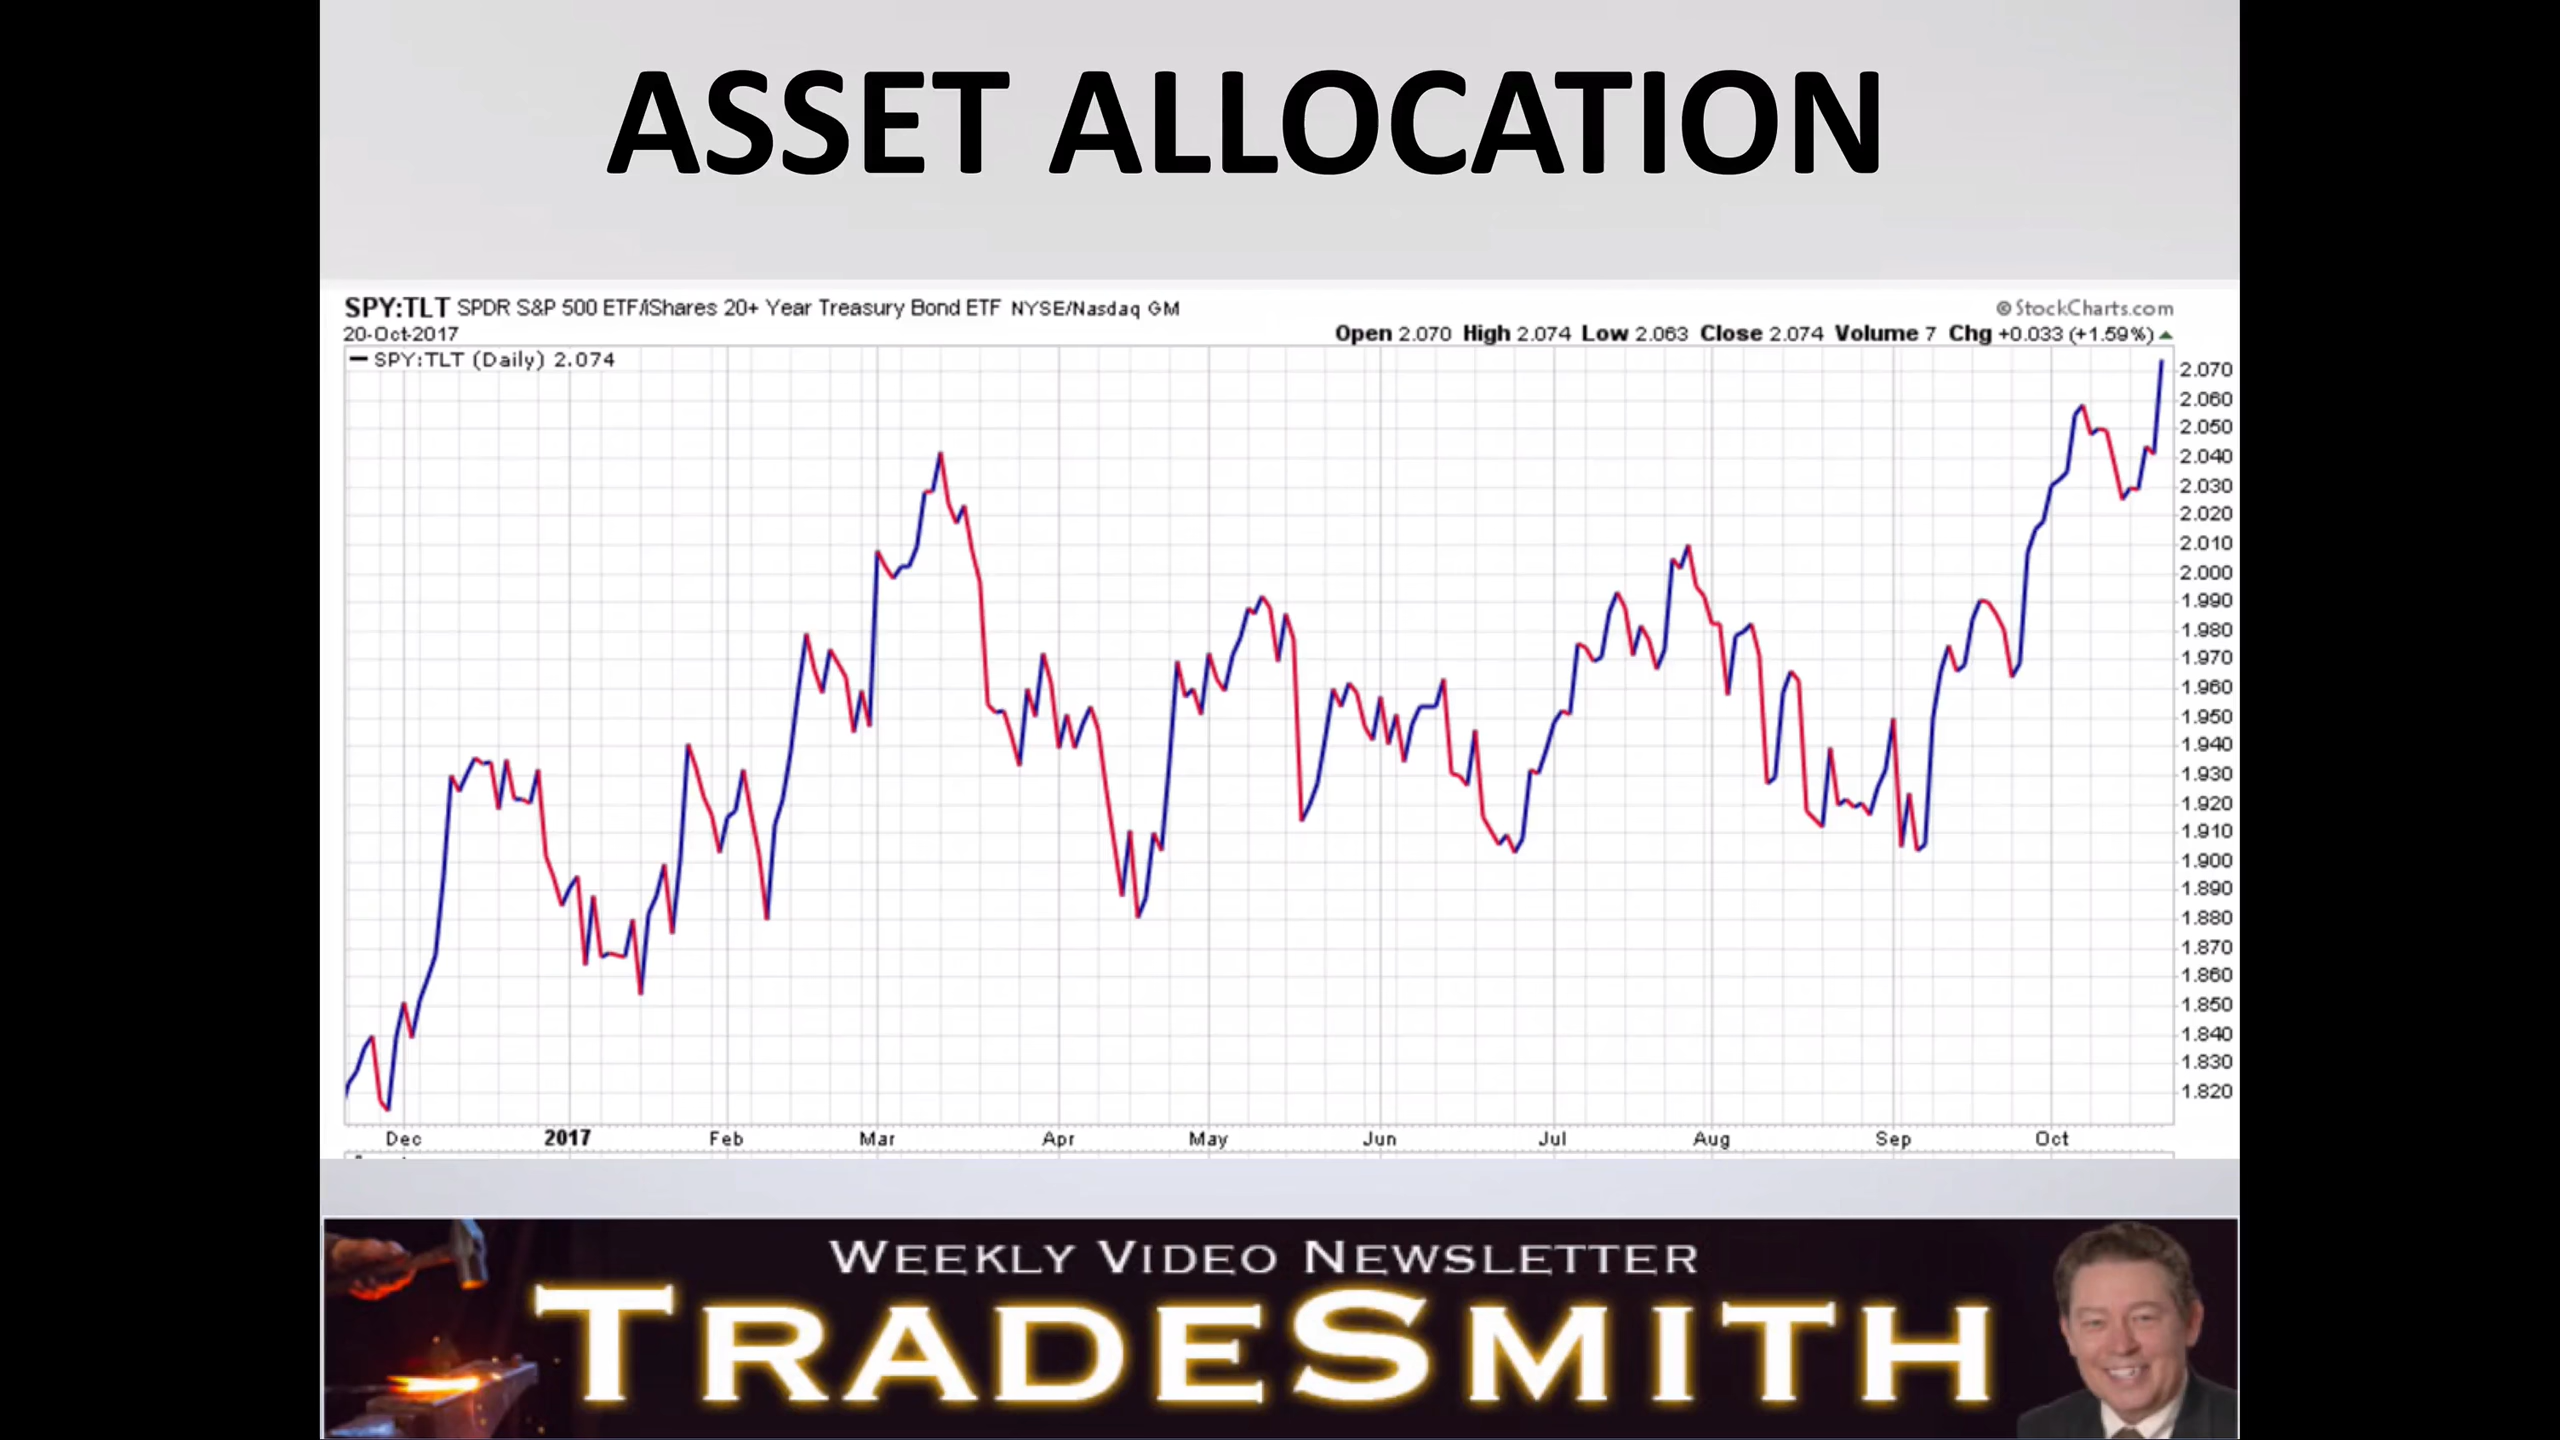 ASSET ALLOCATION
SPY:TLT SPDR S&P 500 ETF/iShares 20+ Year Treasury Bond ETF NYSE/Nasdaq GM
© StockCharts.com
20-Oct-2017
Open 2.070 High 2.074 Low 2.063 Close 2.074 Volume 7 Chg +0.033 (+1.59%)
SPY:TLT (Daily) 2.074
2.070
2.060
2.050
2.040
2.030
2.020
2.010
2.000
1.990
1.980
1.970
1.960
1.950
1.940
1.930
1.920
1.910
1.900
1.890
1.880
1.870
1.860
1.850
1.840
1.830
1.820
Dec 2017 Feb Mar Apr May Jun Jul Aug Sep Oct
WEEKLY VIDEO NEWSLETTER
TRADESMITH